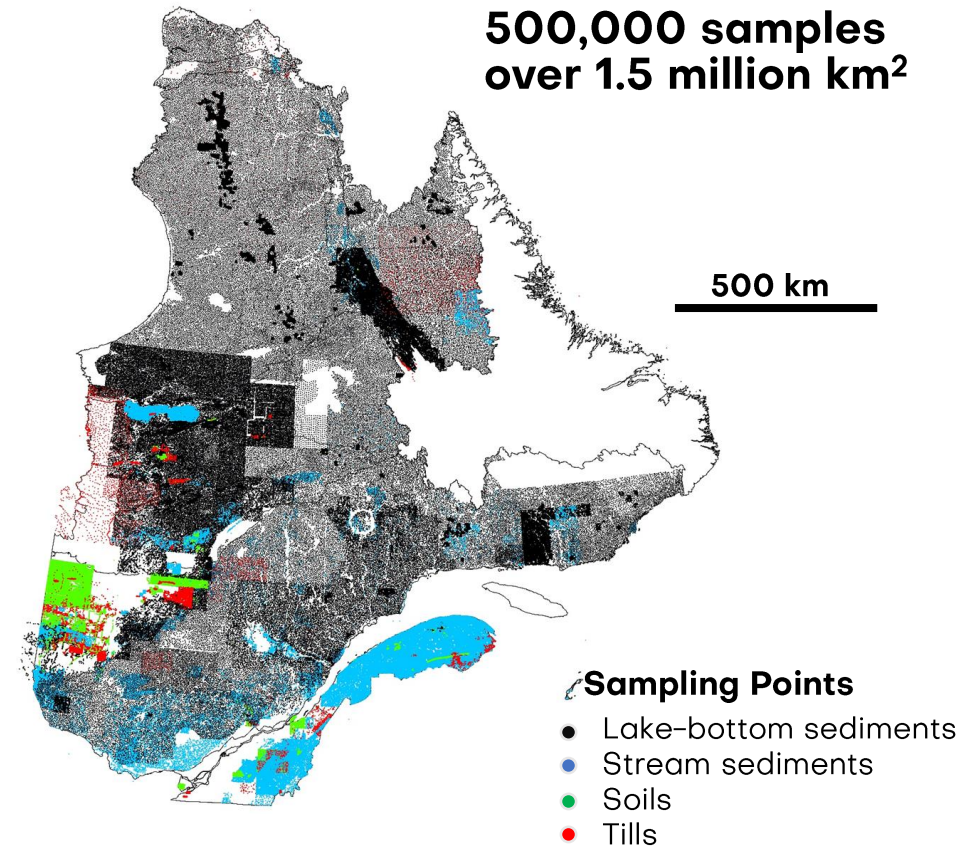 500,000 samples
over 1.5 million km²
500 km
Sampling Points
Lake-bottom sediments
Stream sediments
Soils
Tills